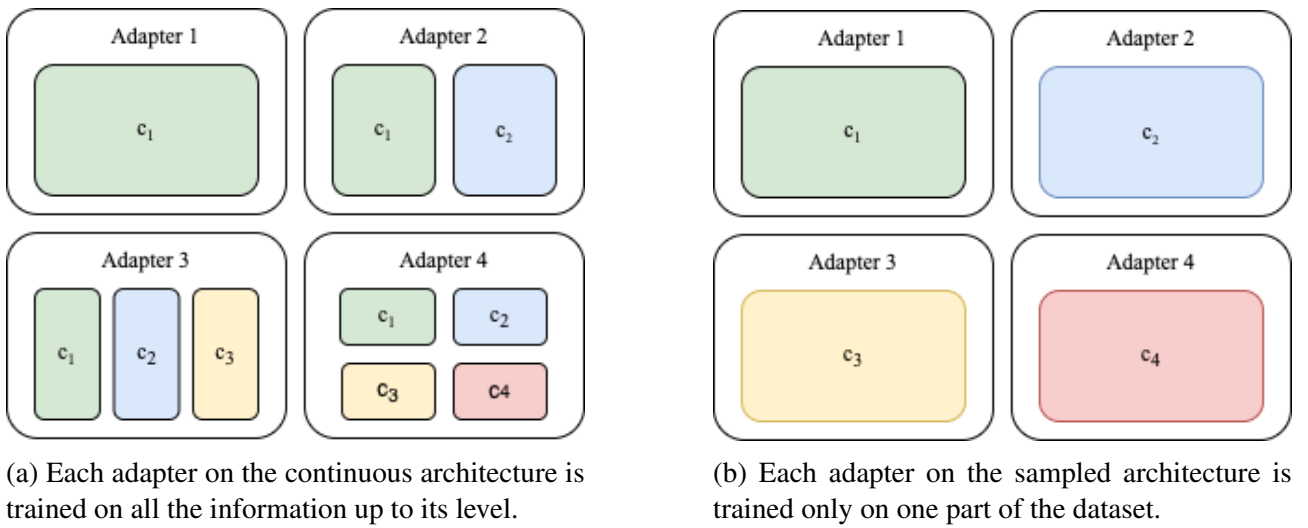 Adapter 1
c₁
Adapter 2
c₁ c₂
Adapter 3
c₁ c₂ c₃
Adapter 4
c₁ c₂
c₃ c4
(a) Each adapter on the continuous architecture is
trained on all the information up to its level.
Adapter 1
c₁
Adapter 2
c₂
Adapter 3
c₃
Adapter 4
c₄
(b) Each adapter on the sampled architecture is
trained only on one part of the dataset.